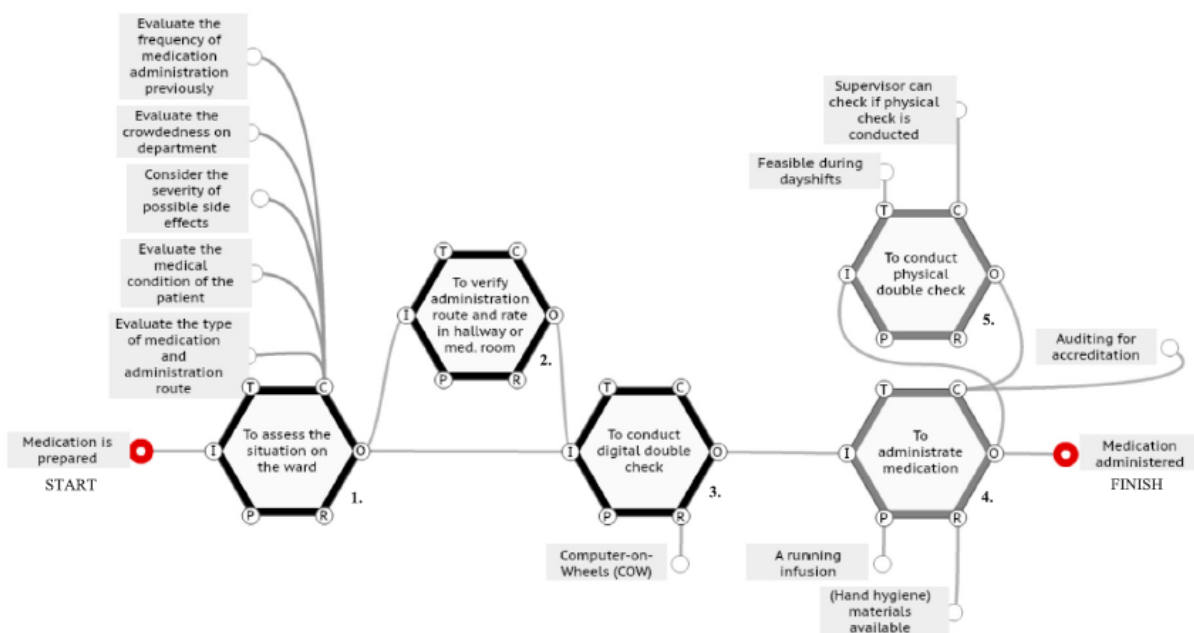 Evaluate the
frequency of
medication
administration
previously
Evaluate the
crowdedness on
department
Consider the
severity of
possible side
effects
Evaluate the
medical
condition of the
patient
Evaluate the type
of medication
and
administration
route
Medication is
prepared
START
T
C
I
O
P
R
To assess the
situation on
the ward
1.
T
C
I
O
P
R
To verify
administration
route and rate
in hallway or
med. room
2.
T
C
I
O
P
R
To conduct
digital double
check
3.
Computer-on-
Wheels (COW)
Supervisor can
check if physical
check is
conducted
Feasible during
dayshifts
T
C
I
O
P
R
To conduct
physical
double check
5.
Auditing for
accreditation
T
C
I
O
P
R
To
administrate
medication
4.
A running
infusion
(Hand hygiene)
materials
available
Medication
administered
FINISH